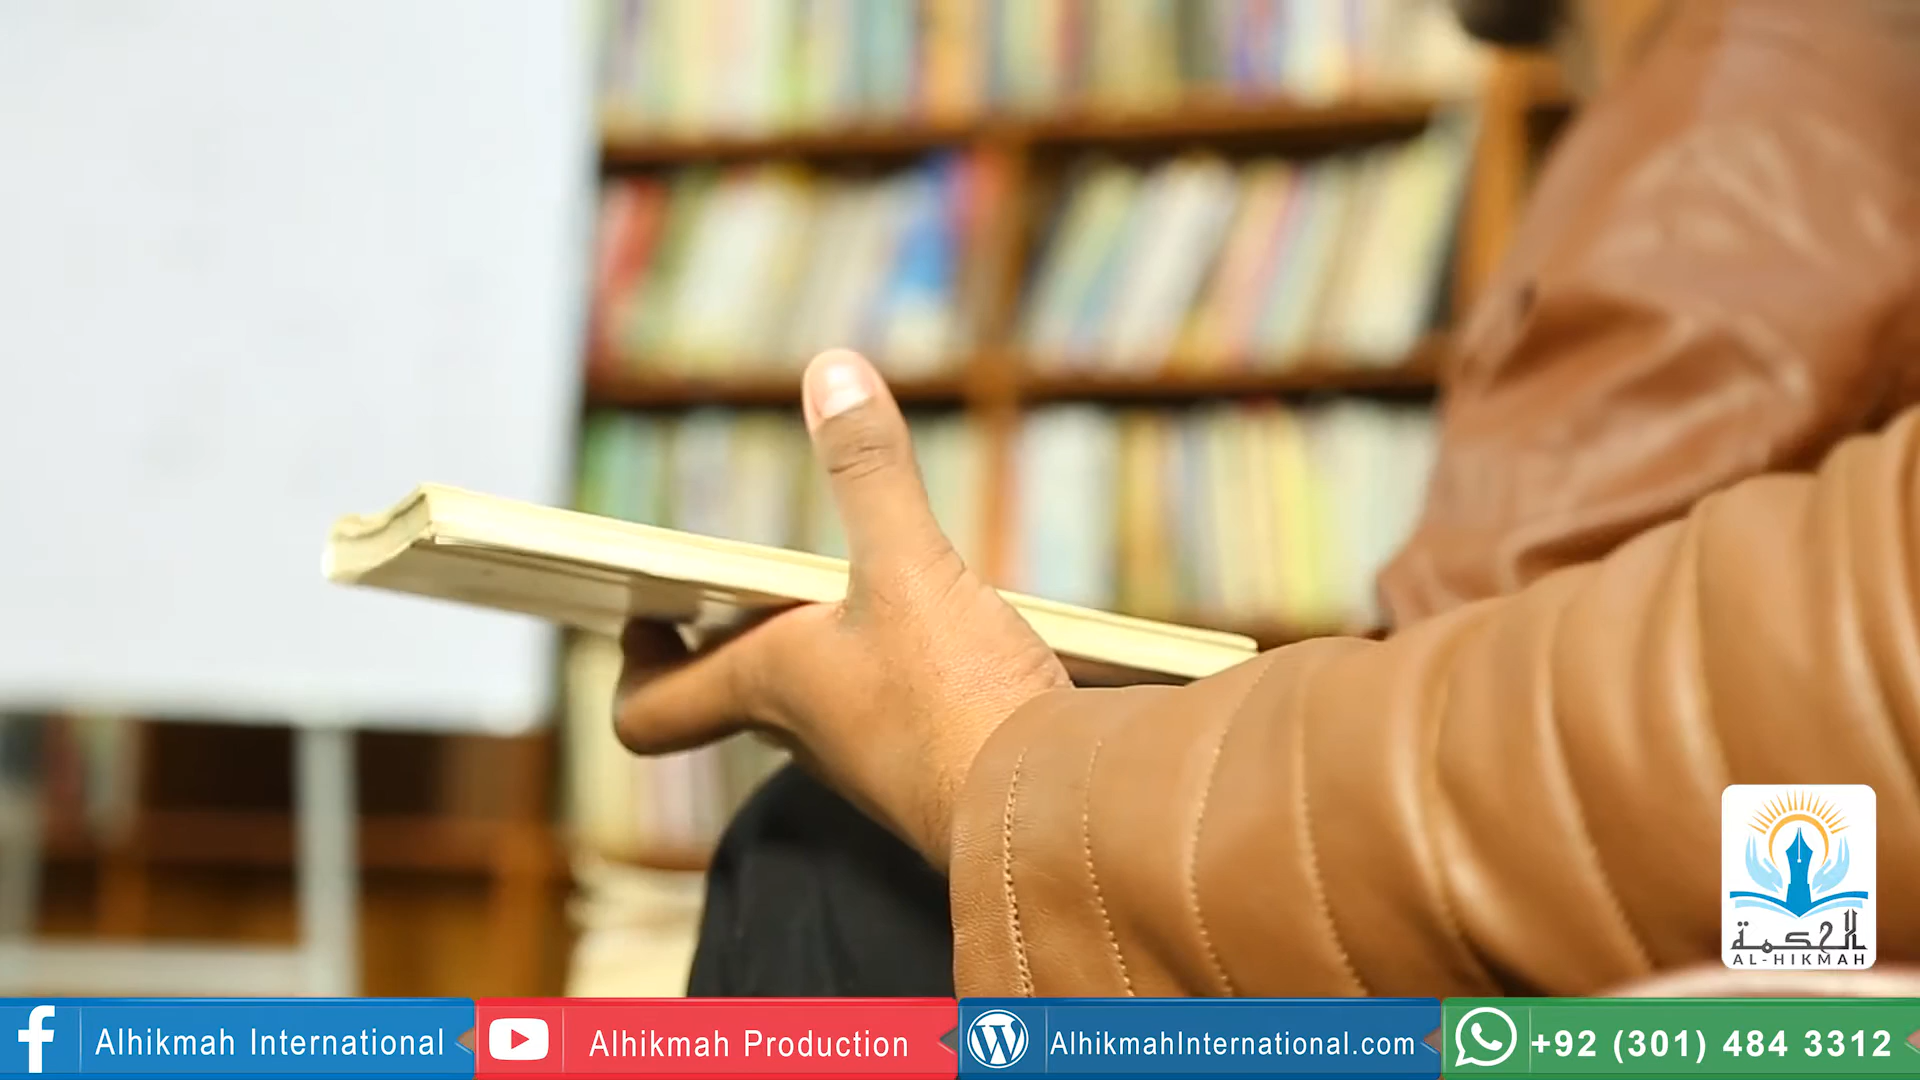 الحكمة
AL-HIKMAH
Alhikmah International
Alhikmah Production
AlhikmahInternational.com
+92 (301) 484 3312